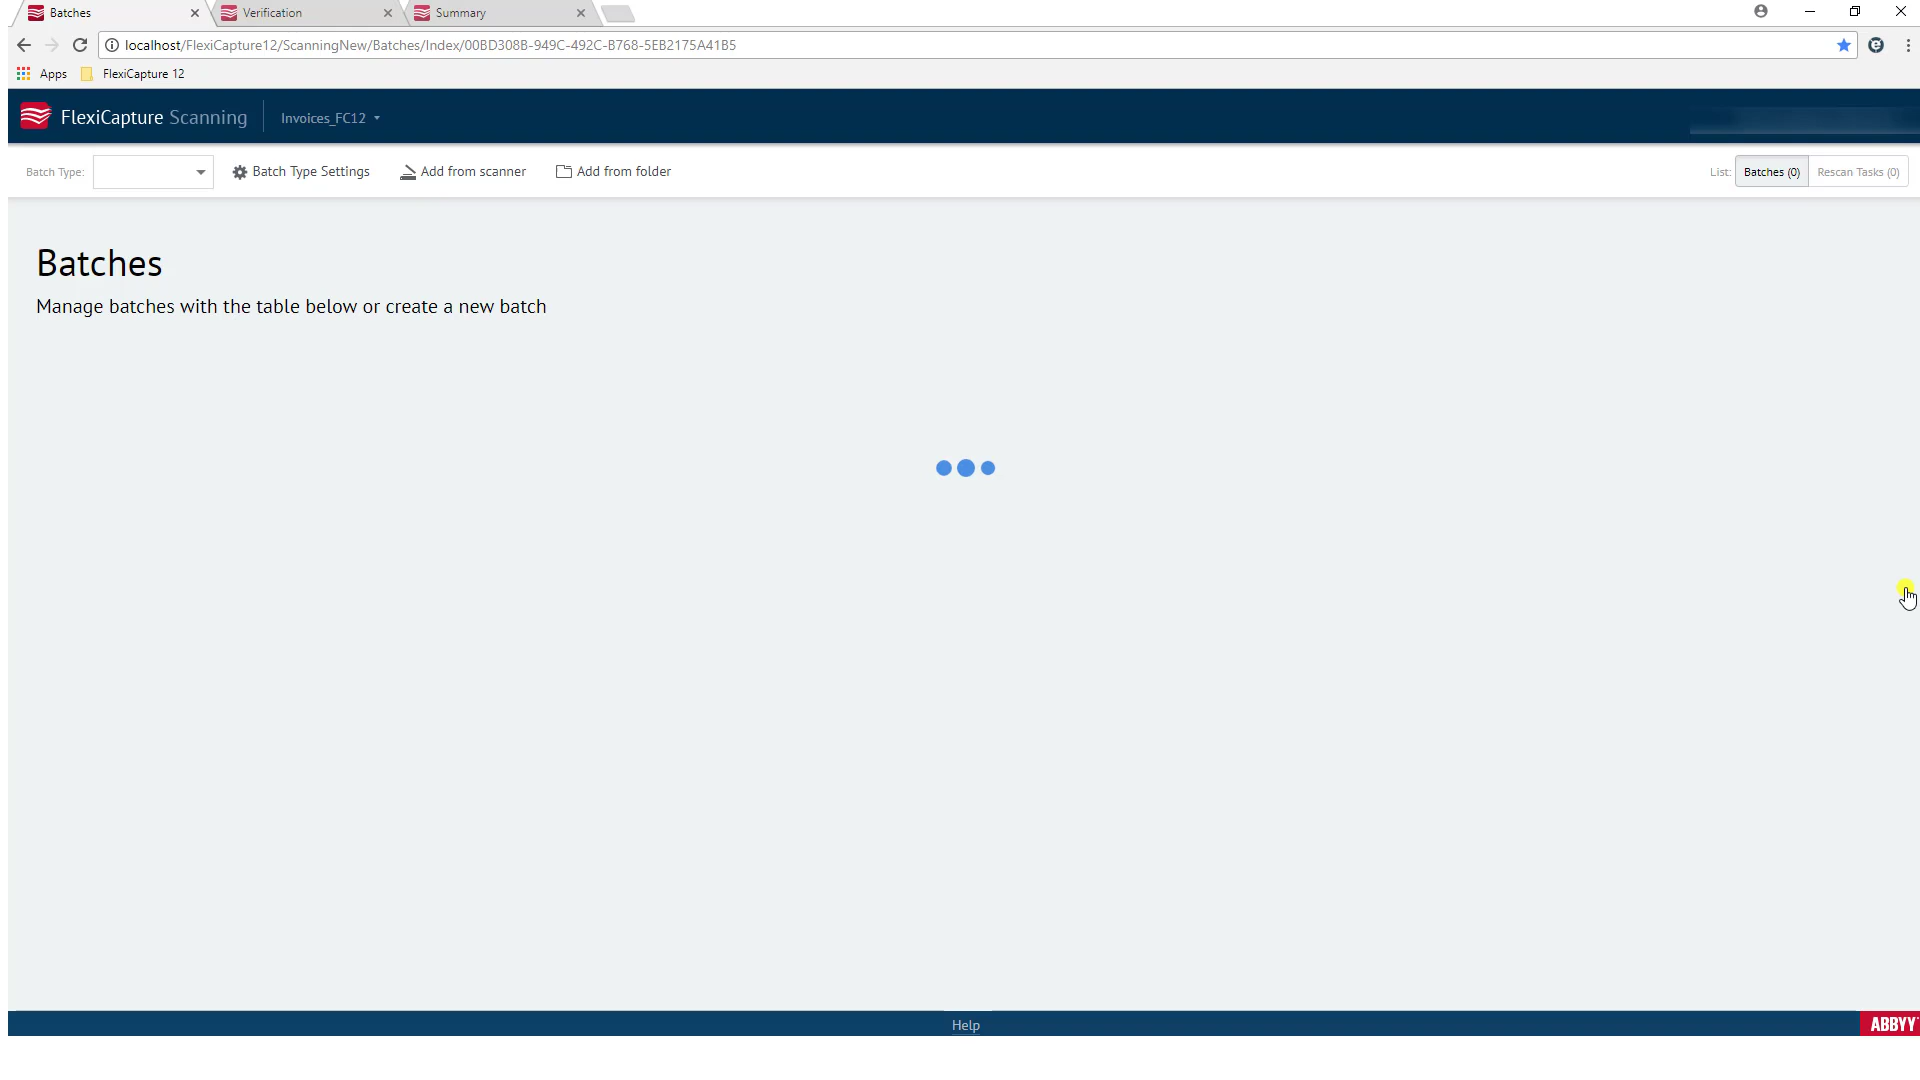 Batches
Verification
Summary
localhost/FlexiCapture12/ScanningNew/Batches/Index/00BD308B-949C-492C-B768-5EB2175A41B5
Apps
FlexiCapture 12
FlexiCapture Scanning
Invoices_FC12
Batch Type:
Batch Type Settings
Add from scanner
Add from folder
List:
Batches (0)
Rescan Tasks (0)
Batches
Manage batches with the table below or create a new batch
Help
ABBYY